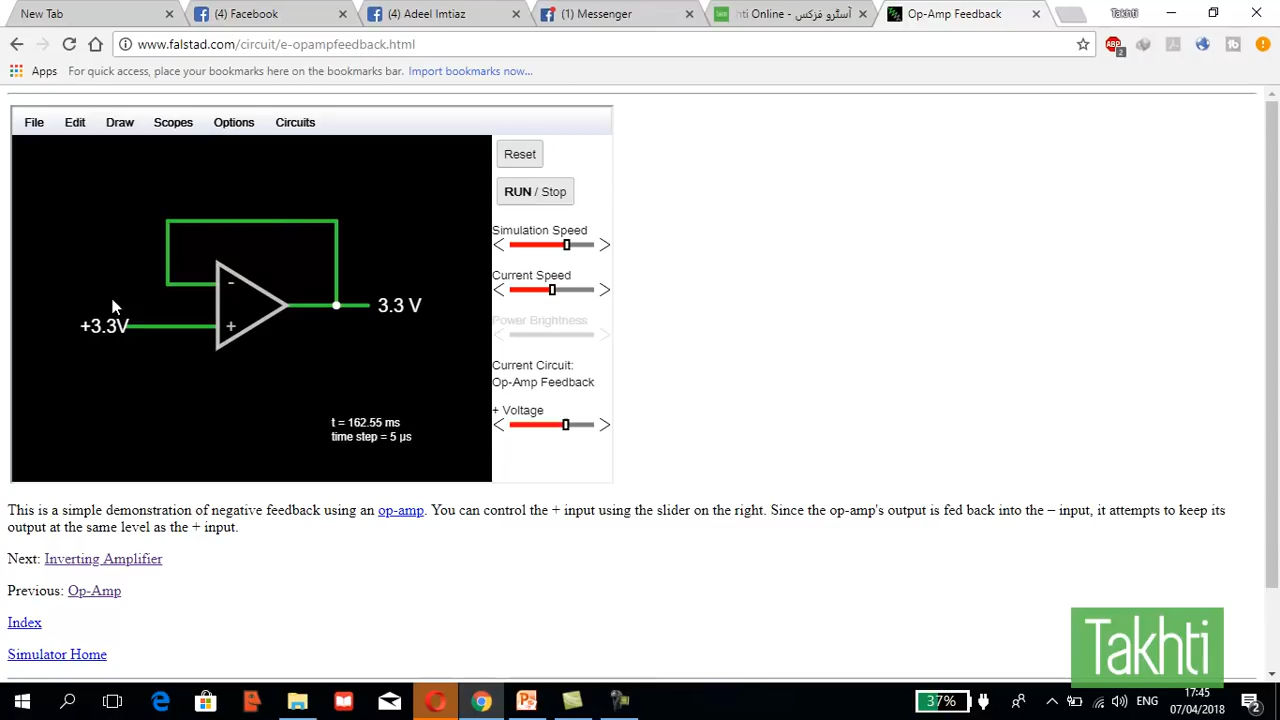 New Tab
(4) Facebook
(4) Adeel Imtiaz
(1) Messenger
nti Online - آسٹرو فزکس
Op-Amp Feedback
Takhti
www.falstad.com/circuit/e-opampfeedback.html
ABP
2
Apps
For quick access, place your bookmarks here on the bookmarks bar. Import bookmarks now...
File Edit Draw Scopes Options Circuits
Reset
RUN / Stop
Simulation Speed
Current Speed
Power Brightness
Current Circuit:
Op-Amp Feedback
+ Voltage
-
+
+3.3V
3.3 V
t = 162.55 ms
time step = 5 µs
This is a simple demonstration of negative feedback using an op-amp. You can control the + input using the slider on the right. Since the op-amp's output is fed back into the – input, it attempts to keep its
output at the same level as the + input.
Next: Inverting Amplifier
Previous: Op-Amp
Index
Simulator Home
Takhti
37%
ENG
17:45
07/04/2018
2